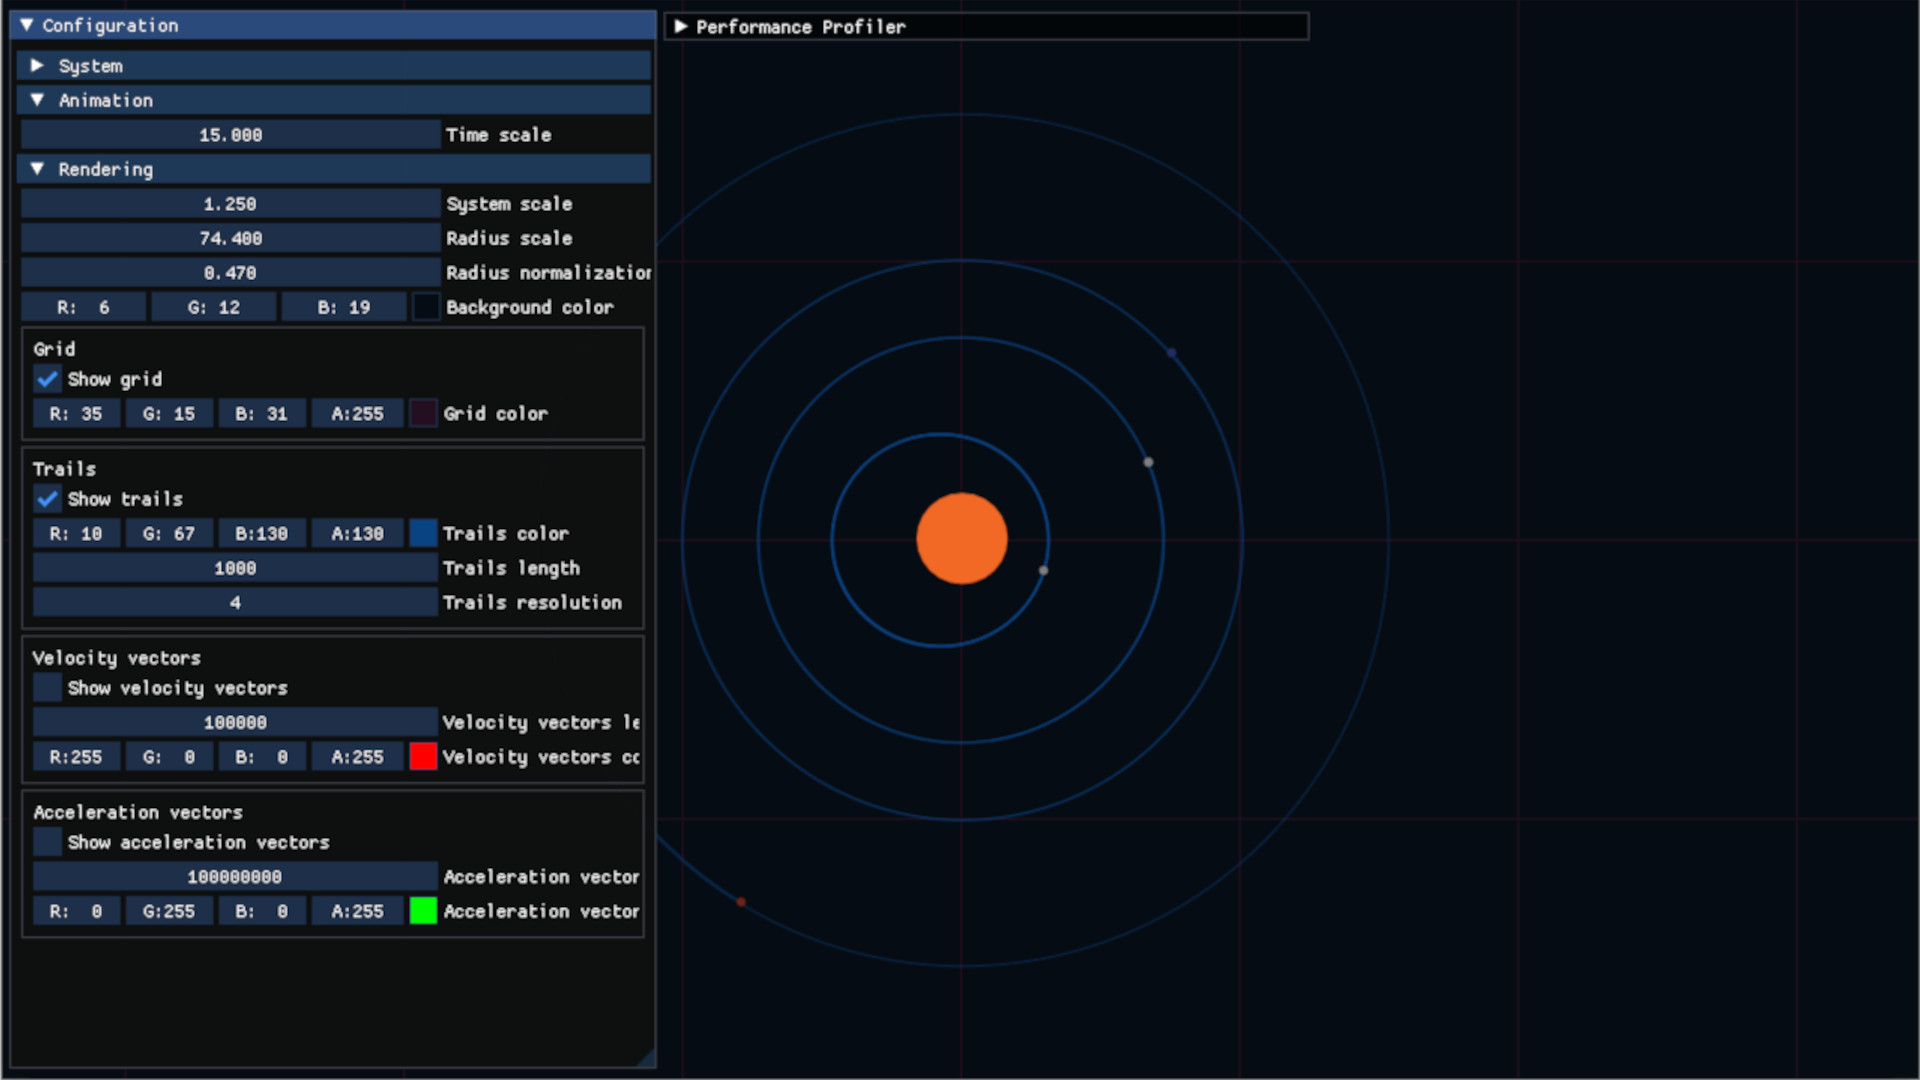 Configuration
Performance Profiler
System
Animation
15.000 Time scale
Rendering
1.250 System scale
74.400 Radius scale
0.470 Radius normalization
R: 6 G: 12 B: 19 Background color
Grid
Show grid
R: 35 G: 15 B: 31 A:255 Grid color
Trails
Show trails
R: 10 G: 67 B:130 A:130 Trails color
1000 Trails length
4 Trails resolution
Velocity vectors
Show velocity vectors
100000 Velocity vectors le
R:255 G: 0 B: 0 A:255 Velocity vectors co
Acceleration vectors
Show acceleration vectors
100000000 Acceleration vector
R: 0 G:255 B: 0 A:255 Acceleration vector